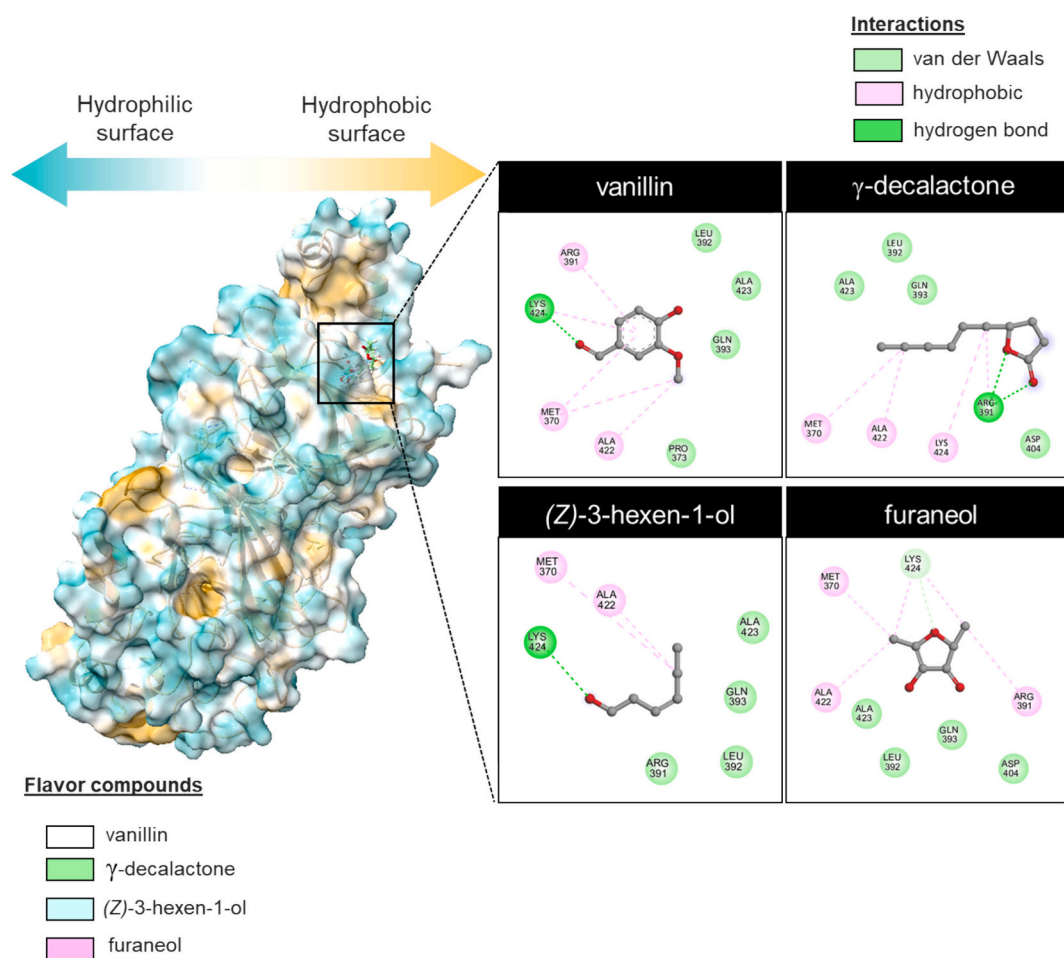 Interactions
van der Waals
hydrophobic
hydrogen bond
Hydrophilic
surface
Hydrophobic
surface
vanillin
LEU
392
ARG
391
ALA
423
LYS
424
GLN
393
MET
370
ALA
422
PRO
373
γ-decalactone
LEU
392
ALA
423
GLN
393
ARG
391
MET
370
ALA
422
LYS
424
ASP
404
(Z)-3-hexen-1-ol
MET
370
ALA
422
ALA
423
LYS
424
GLN
393
ARG
391
LEU
392
furaneol
LYS
424
MET
370
ALA
422
ARG
391
ALA
423
GLN
393
LEU
392
ASP
404
Flavor compounds
vanillin
γ-decalactone
(Z)-3-hexen-1-ol
furaneol